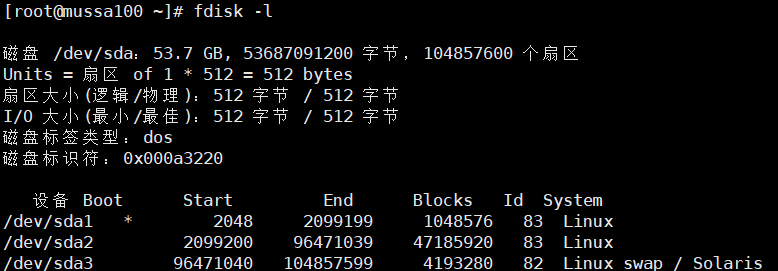 [root@mussa100 ~]# fdisk -l
磁盘 /dev/sda：53.7 GB, 53687091200 字节，104857600 个扇区
Units = 扇区 of 1 * 512 = 512 bytes
扇区大小(逻辑/物理)：512 字节 / 512 字节
I/O 大小(最小/最佳)：512 字节 / 512 字节
磁盘标签类型：dos
磁盘标识符：0x000a3220
设备 Boot Start End Blocks Id System
/dev/sda1 * 2048 2099199 1048576 83 Linux
/dev/sda2 2099200 96471039 47185920 83 Linux
/dev/sda3 96471040 104857599 4193280 82 Linux swap / Solaris